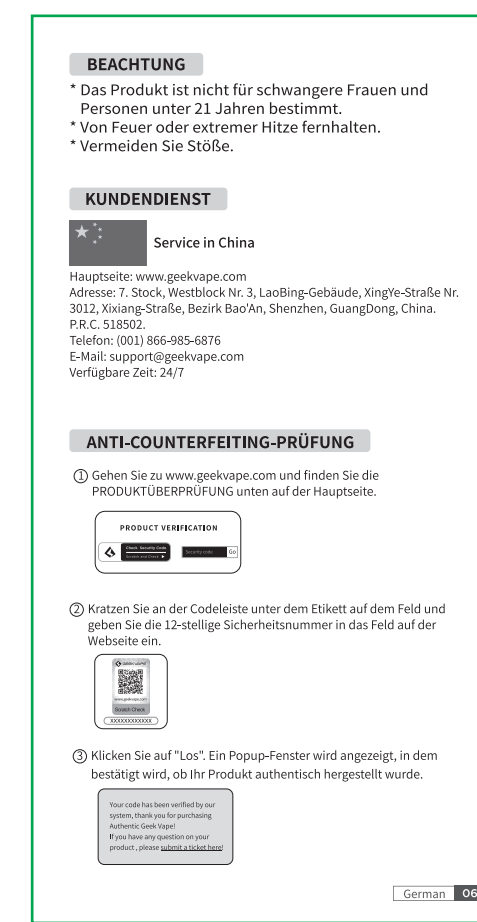 BEACHTUNG
* Das Produkt ist nicht für schwangere Frauen und
Personen unter 21 Jahren bestimmt.
* Von Feuer oder extremer Hitze fernhalten.
* Vermeiden Sie Stöße.
KUNDENDIENST
Service in China
Hauptseite: www.geekvape.com
Adresse: 7. Stock, Westblock Nr. 3, LaoBing-Gebäude, XingYe-Straße Nr.
3012, Xixiang-Straße, Bezirk Bao'An, Shenzhen, GuangDong, China.
P.R.C. 518502.
Telefon: (001) 866-985-6876
E-Mail: support@geekvape.com
Verfügbare Zeit: 24/7
ANTI-COUNTERFEITING-PRÜFUNG
① Gehen Sie zu www.geekvape.com und finden Sie die
PRODUKTÜBERPRÜFUNG unten auf der Hauptseite.
PRODUCT VERIFICATION
Check Security Code
Scratch and Check ▶
Security code Go
② Kratzen Sie an der Codeleiste unter dem Etikett auf dem Feld und
geben Sie die 12-stellige Sicherheitsnummer in das Feld auf der
Webseite ein.
GEEKVAPE
www.geekvape.com
Scratch Check
XXXXXXXXXXXX
③ Klicken Sie auf "Los". Ein Popup-Fenster wird angezeigt, in dem
bestätigt wird, ob Ihr Produkt authentisch hergestellt wurde.
Your code has been verified by our
system, thank you for purchasing
Authentic Geek Vape!
If you have any question on your
product , please submit a ticket here!
German 06